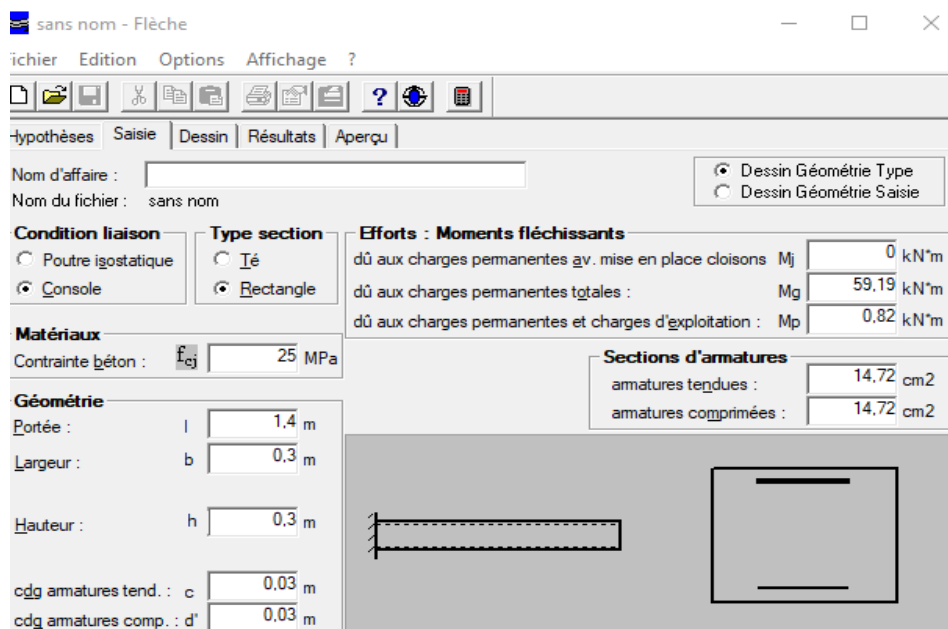 sans nom - Flèche
ichier Edition Options Affichage ?
Hypothèses Saisie Dessin Résultats Aperçu
Nom d'affaire :
Nom du fichier : sans nom
Dessin Géométrie Type
Dessin Géométrie Saisie
Condition liaison
Poutre isostatique
Console
Type section
Té
Rectangle
Efforts : Moments fléchissants
dû aux charges permanentes av. mise en place cloisons Mj 0 kN*m
dû aux charges permanentes totales : Mg 59,19 kN*m
dû aux charges permanentes et charges d'exploitation : Mp 0,82 kN*m
Matériaux
Contrainte béton : fcj 25 MPa
Sections d'armatures
armatures tendues : 14,72 cm2
armatures comprimées : 14,72 cm2
Géométrie
Portée : l 1,4 m
Largeur : b 0,3 m
Hauteur : h 0,3 m
cdg armatures tend. : c 0,03 m
cdg armatures comp. : d' 0,03 m